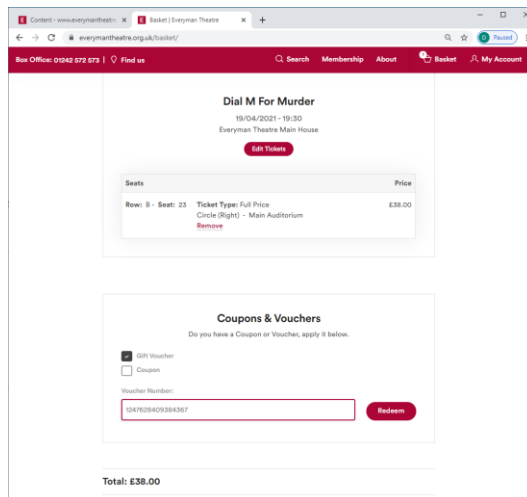 Content - www.everymantheatre
Basket | Everyman Theatre
everymantheatre.org.uk/basket/
D Paused
Box Office: 01242 572 573 | Find us
Search Membership About 1 Basket My Account
Dial M For Murder
19/04/2021 - 19:30
Everyman Theatre Main House
Edit Tickets
Seats Price
Row: B - Seat: 23 Ticket Type: Full Price £38.00
Circle (Right) - Main Auditorium
Remove
Coupons & Vouchers
Do you have a Coupon or Voucher, apply it below.
Gift Voucher
Coupon
Voucher Number:
1247628409384367
Redeem
Total: £38.00